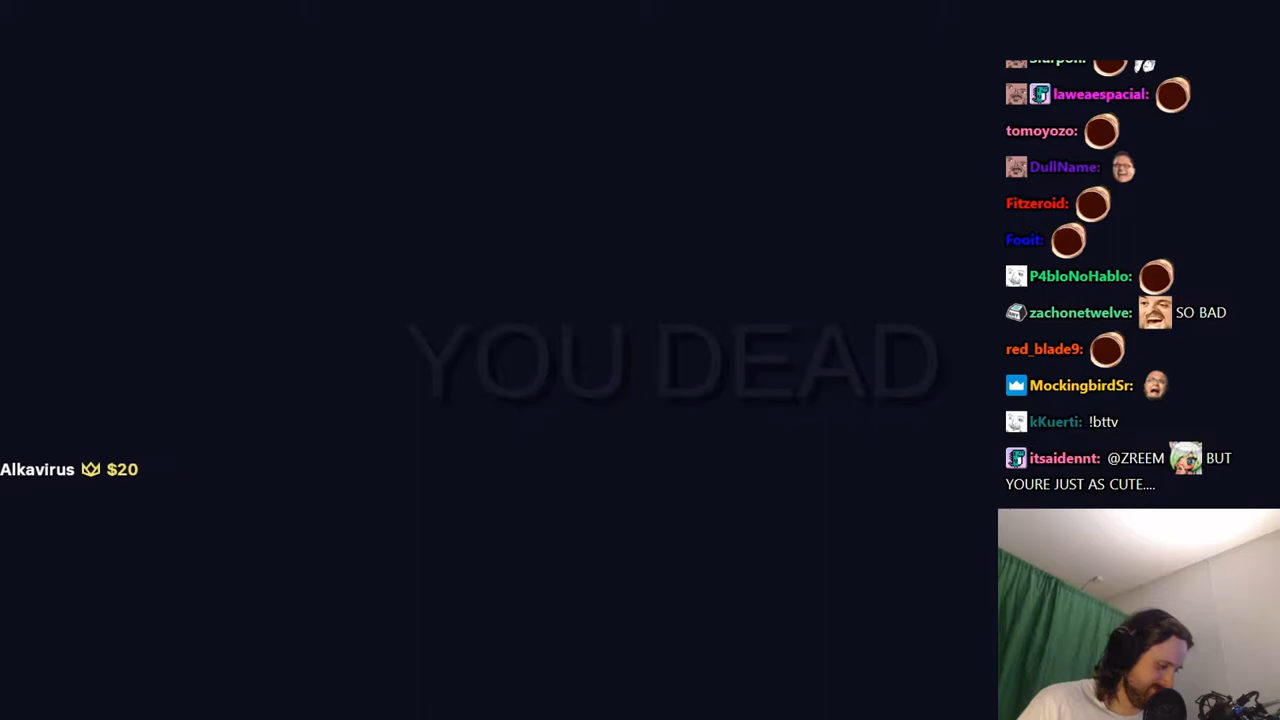 laweaespacial:
tomoyozo:
DullName:
Fitzeroid:
Fooit:
P4bloNoHablo:
zachonetwelve: SO BAD
red_blade9:
MockingbirdSr:
kKuerti: !bttv
itsaidennt: @ZREEM BUT
YOURE JUST AS CUTE....
YOU DEAD
Alkavirus $20